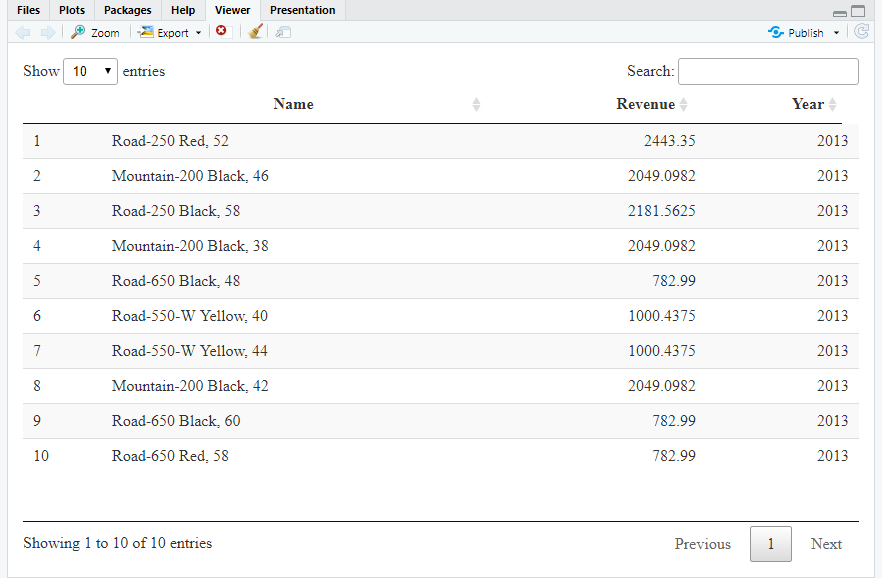 Files Plots Packages Help Viewer Presentation
Zoom Export Publish
Show 10 entries Search:
Name Revenue Year
1 Road-250 Red, 52 2443.35 2013
2 Mountain-200 Black, 46 2049.0982 2013
3 Road-250 Black, 58 2181.5625 2013
4 Mountain-200 Black, 38 2049.0982 2013
5 Road-650 Black, 48 782.99 2013
6 Road-550-W Yellow, 40 1000.4375 2013
7 Road-550-W Yellow, 44 1000.4375 2013
8 Mountain-200 Black, 42 2049.0982 2013
9 Road-650 Black, 60 782.99 2013
10 Road-650 Red, 58 782.99 2013
Showing 1 to 10 of 10 entries Previous 1 Next